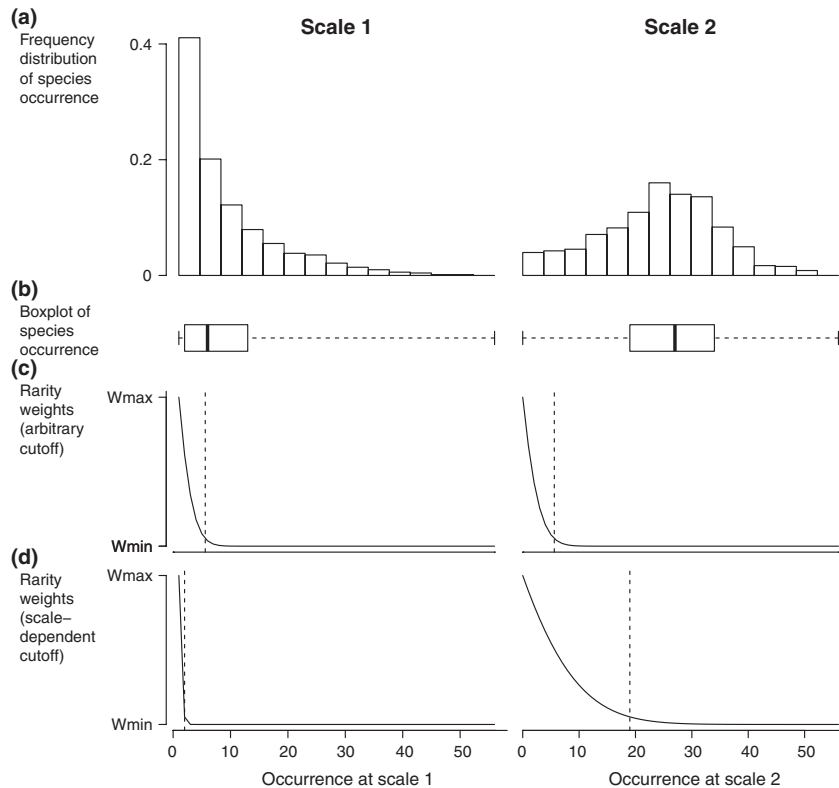 (a)
Frequency
distribution
of species
occurrence
Scale 1
Scale 2
0.4
0.2
0
(b)
Boxplot of
species
occurrence
(c)
Rarity
weights
(arbitrary
cutoff)
Wmax
Wmin
(d)
Rarity
weights
(scale–
dependent
cutoff)
Wmax
Wmin
0 10 20 30 40 50
0 10 20 30 40 50
Occurrence at scale 1
Occurrence at scale 2